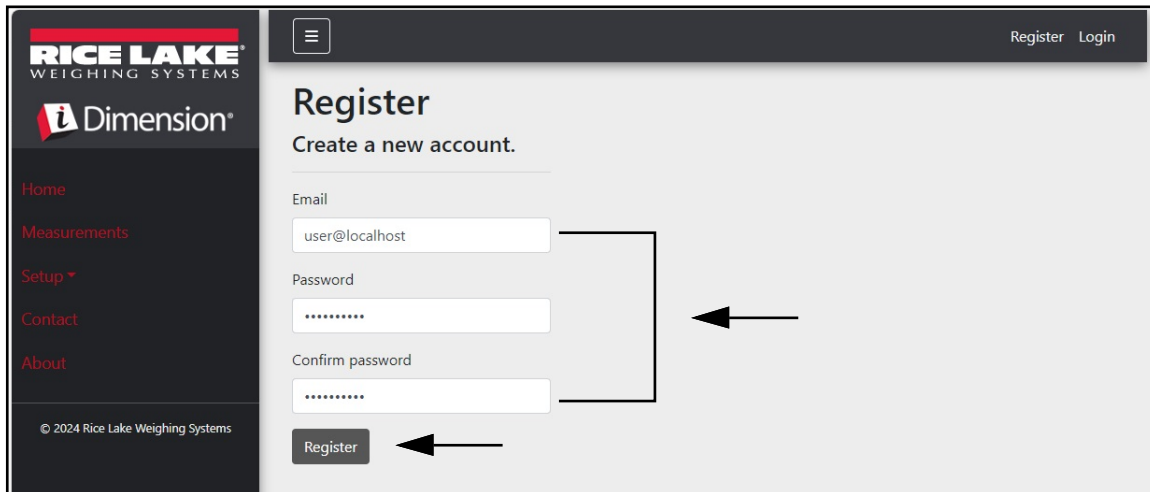 RICE LAKE®
WEIGHING SYSTEMS
i Dimension®
Home
Measurements
Setup
Contact
About
© 2024 Rice Lake Weighing Systems
☰
Register Login
Register
Create a new account.
Email
user@localhost
Password
••••••••••
Confirm password
••••••••••
Register